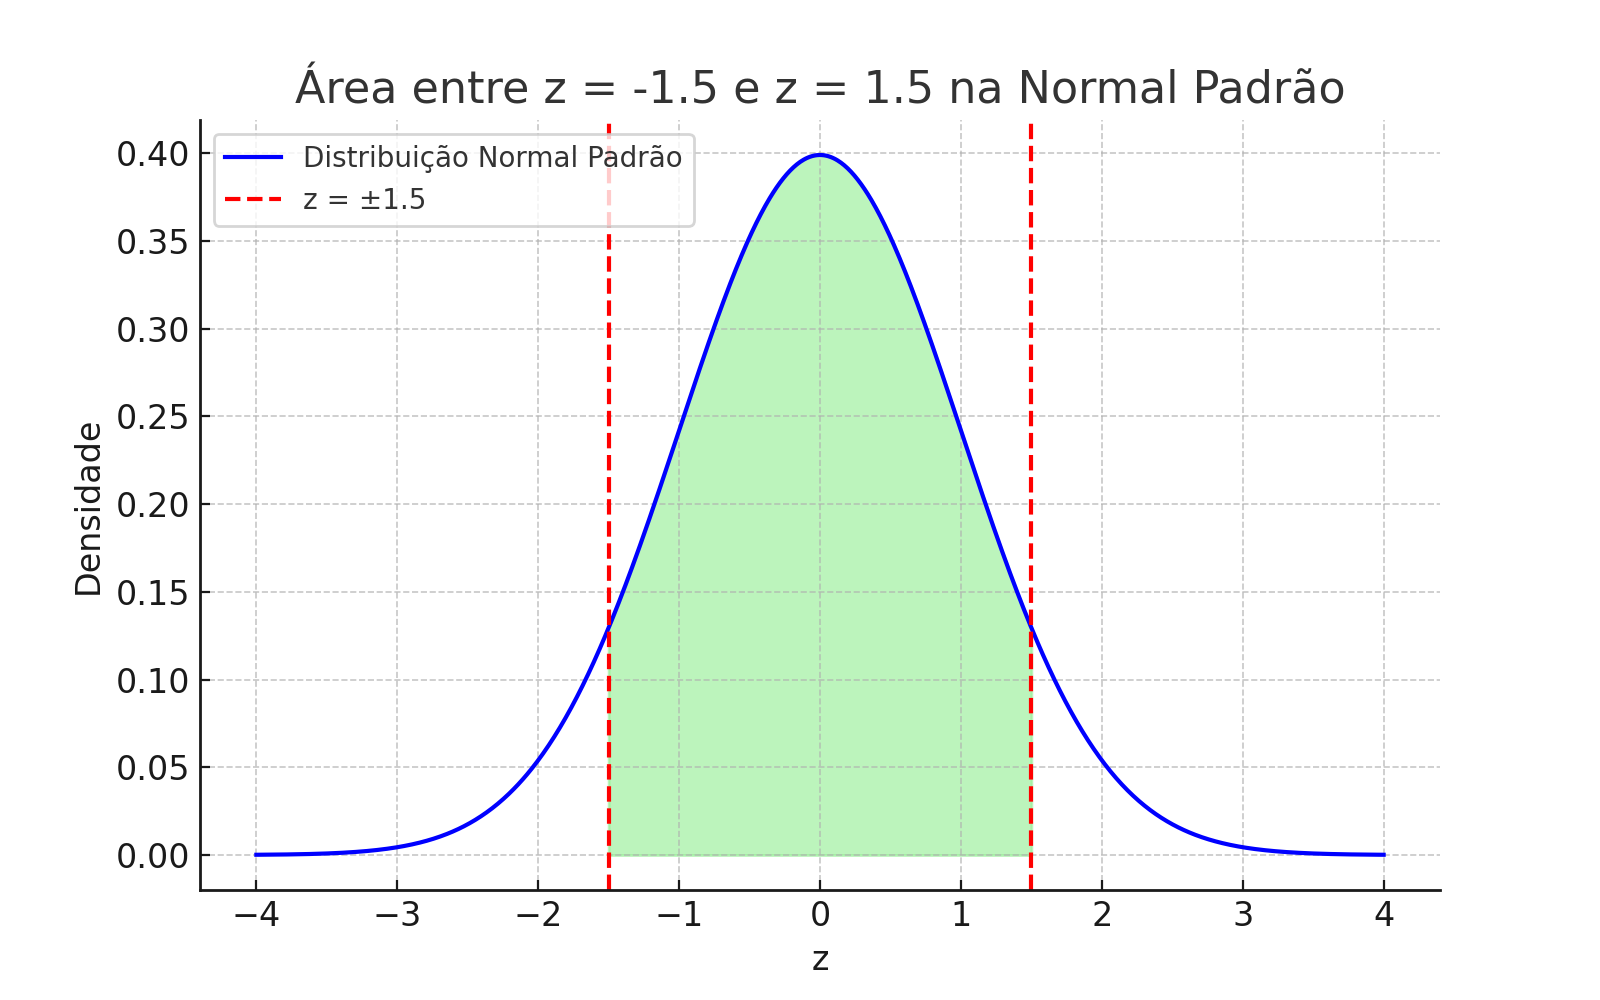 Área entre z = -1.5 e z = 1.5 na Normal Padrão
Distribuição Normal Padrão
z = ±1.5
Densidade
0.40
0.35
0.30
0.25
0.20
0.15
0.10
0.05
0.00
−4 −3 −2 −1 0 1 2 3 4
z